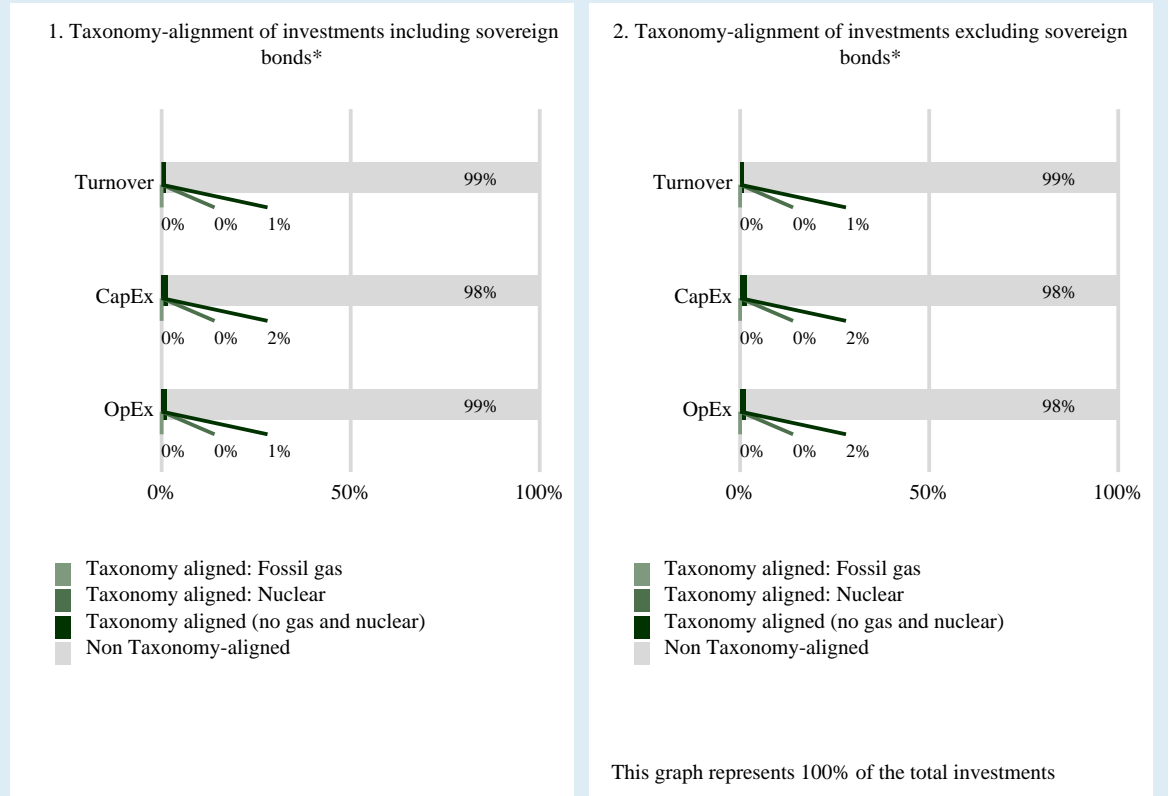 1. Taxonomy-alignment of investments including sovereign
bonds*
Turnover
99%
0% 0% 1%
CapEx
98%
0% 0% 2%
OpEx
99%
0% 0% 1%
0% 50% 100%
Taxonomy aligned: Fossil gas
Taxonomy aligned: Nuclear
Taxonomy aligned (no gas and nuclear)
Non Taxonomy-aligned
2. Taxonomy-alignment of investments excluding sovereign
bonds*
Turnover
99%
0% 0% 1%
CapEx
98%
0% 0% 2%
OpEx
98%
0% 0% 2%
0% 50% 100%
Taxonomy aligned: Fossil gas
Taxonomy aligned: Nuclear
Taxonomy aligned (no gas and nuclear)
Non Taxonomy-aligned
This graph represents 100% of the total investments